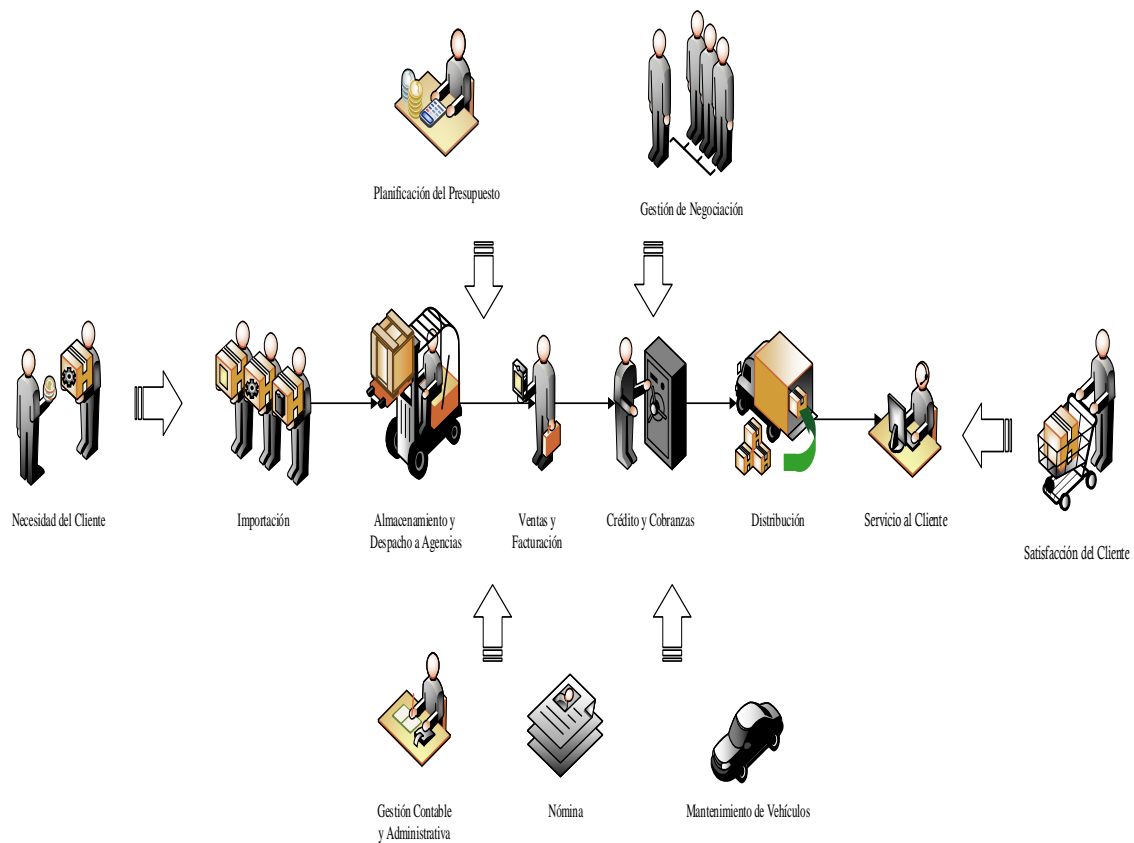 Planificación del Presupuesto
Gestión de Negociación
Necesidad del Cliente
Importación
Almacenamiento y
Despacho a Agencias
Ventas y
Facturación
Crédito y Cobranzas
Distribución
Servicio al Cliente
Satisfacción del Cliente
Gestión Contable
y Administrativa
Nómina
Mantenimiento de Vehículos